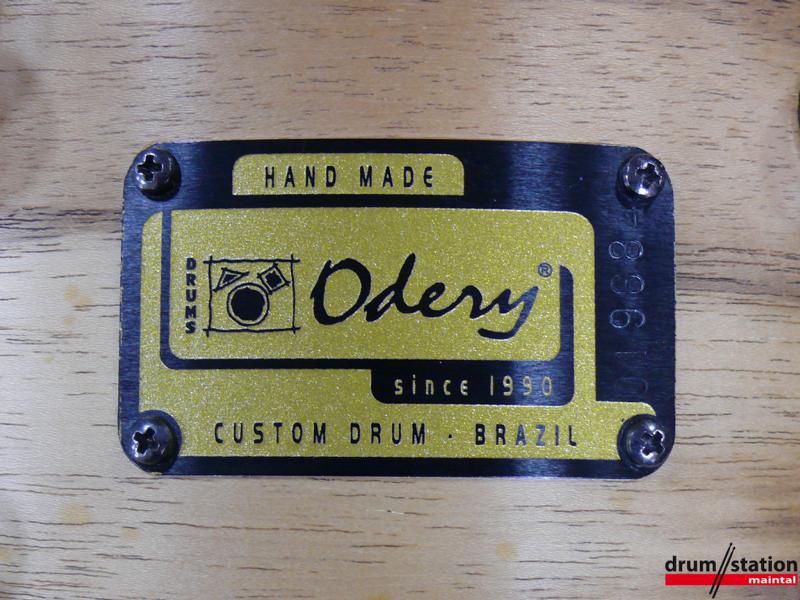 HAND MADE
DRUMS
Odery®
since 1990
CUSTOM DRUM · BRAZIL
drum//station
maintal